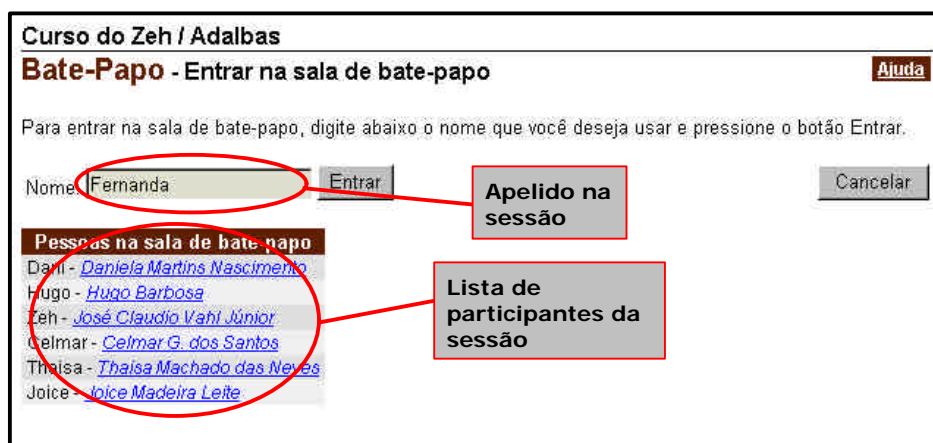 Curso do Zeh / Adalbas
Bate-Papo - Entrar na sala de bate-papo
Ajuda
Para entrar na sala de bate-papo, digite abaixo o nome que você deseja usar e pressione o botão Entrar.
Nome: Fernanda Entrar
Cancelar
Apelido na
sessão
Pessoas na sala de bate-papo
Dani - Daniela Martins Nascimento
Hugo - Hugo Barbosa
Zeh - José Claudio Vahl Júnior
Celmar - Celmar G. dos Santos
Thaisa - Thaisa Machado das Neves
Joice - Joice Madeira Leite
Lista de
participantes da
sessão